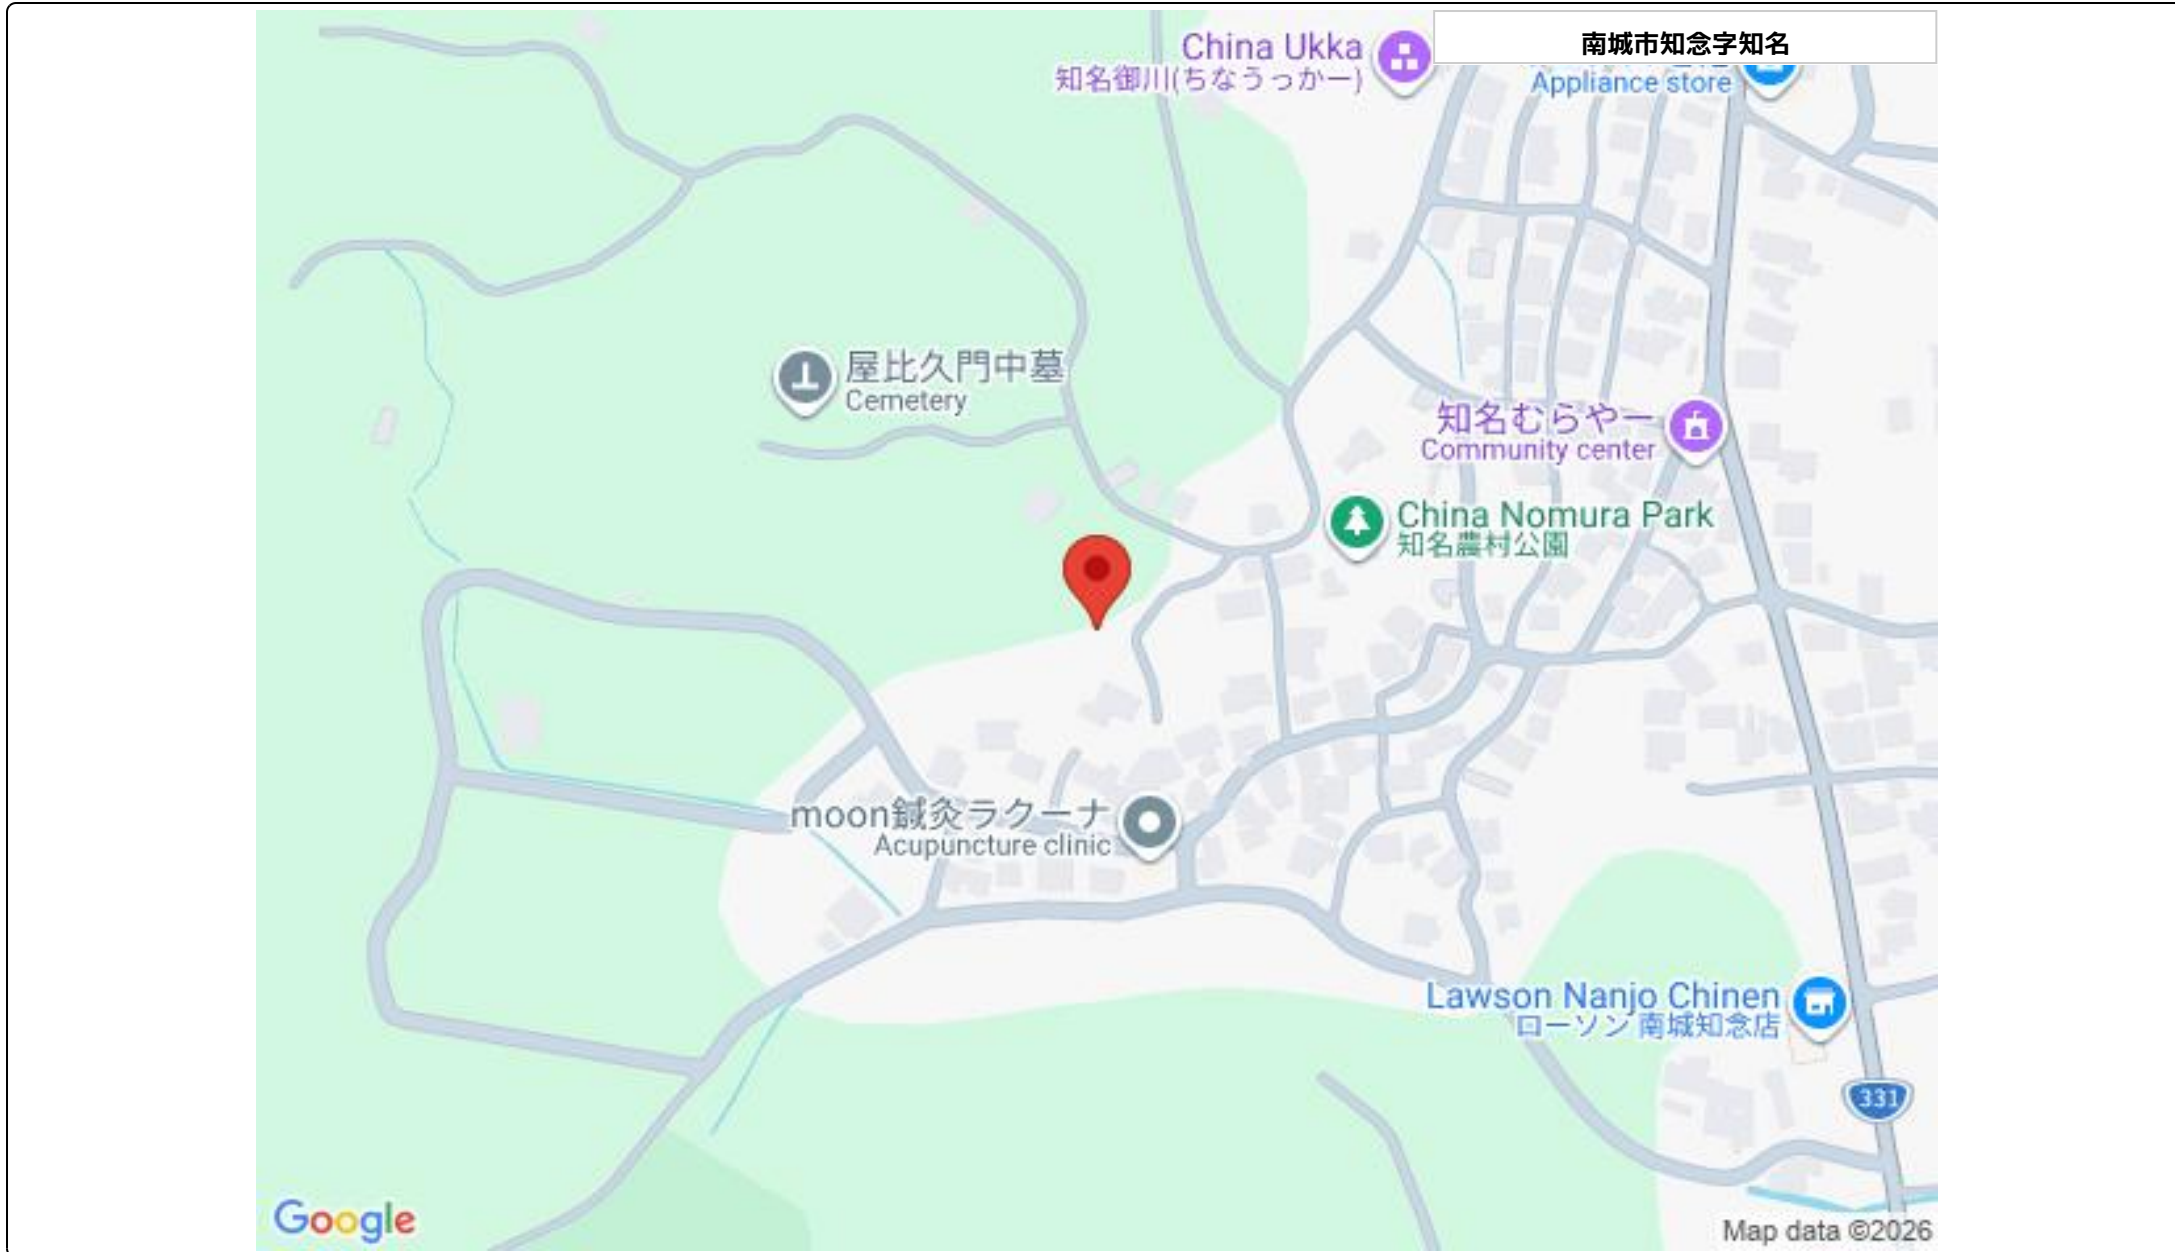 南城市知念字知名
China Ukka
知名御川(ちなうっかー)
Appliance store
屋比久門中墓
Cemetery
知名むらやー
Community center
China Nomura Park
知名農村公園
moon鍼灸ラクーナ
Acupuncture clinic
Lawson Nanjo Chinen
ローソン 南城知念店
331
Google
Map data ©2026